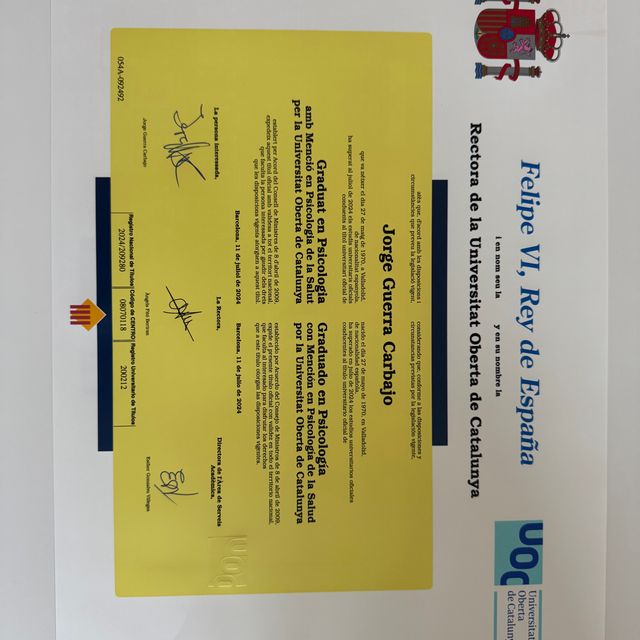 Felipe VI, Rey de España
i en nom seu la
y en su nombre la
Rectora de la Universitat Oberta de Catalunya
UOC
Universitat
Oberta
de Catalunya
atès que, d'acord amb les disposicions i
circumstàncies que preveu la legislació vigent,
considerando que, conforme a las disposiciones y
circunstancias previstas por la legislación vigente,
Jorge Guerra Carbajo
que va néixer el dia 27 de maig de 1970, a Valladolid,
de nacionalitat espanyola,
ha superat al juliol de 2024 els estudis universitaris oficials
conduents al títol universitari oficial de
nacido el día 27 de mayo de 1970, en Valladolid,
de nacionalidad española,
ha superado en julio de 2024 los estudios universitarios oficiales
conducentes al título universitario oficial de
Graduat en Psicologia
amb Menció en Psicologia de la Salut
per la Universitat Oberta de Catalunya
Graduado en Psicología
con Mención en Psicología de la Salud
por la Universitat Oberta de Catalunya
establert per Acord del Consell de Ministres de 8 d'abril de 2009,
expedeix aquest títol oficial amb validesa a tot el territori nacional,
que faculta la persona interessada per gaudir dels drets
que les disposicions vigents atorguen a aquest títol.
establecido por Acuerdo del Consejo de Ministros de 8 de abril de 2009,
expide el presente título oficial con validez en todo el territorio nacional,
que faculta al interesado para disfrutar los derechos
que a este título otorgan las disposiciones vigentes.
Barcelona, 11 de juliol de 2024
Barcelona, 11 de julio de 2024
La persona interessada,
La Rectora,
Directora de l'Àrea de Serveis
Acadèmics,
Jorge Guerra Carbajo
Àngels Fitó Bertran
Esther González Villegas
054A-092492
Registro Nacional de Títulos
Código de CENTRO
Registro Universitario de Títulos
2024/209280
08070118
200212
uoc